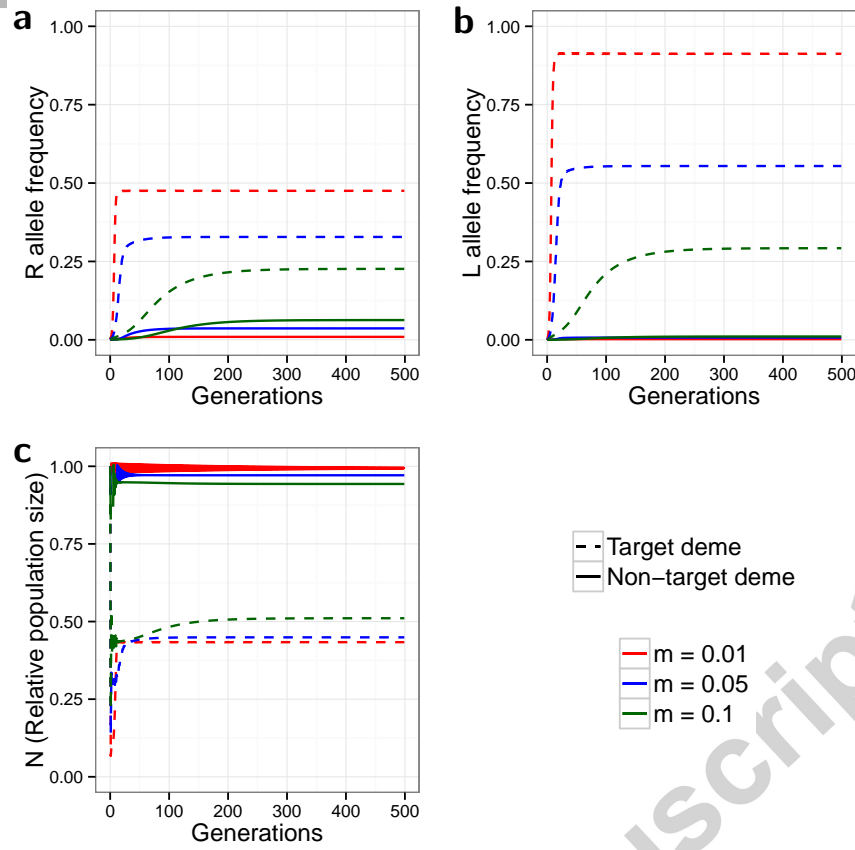 a
R allele frequency
1.00
0.75
0.50
0.25
0.00
0 100 200 300 400 500
Generations
b
L allele frequency
1.00
0.75
0.50
0.25
0.00
0 100 200 300 400 500
Generations
c
N (Relative population size)
1.00
0.75
0.50
0.25
0.00
0 100 200 300 400 500
Generations
Target deme
Non−target deme
m = 0.01
m = 0.05
m = 0.1
uscrip